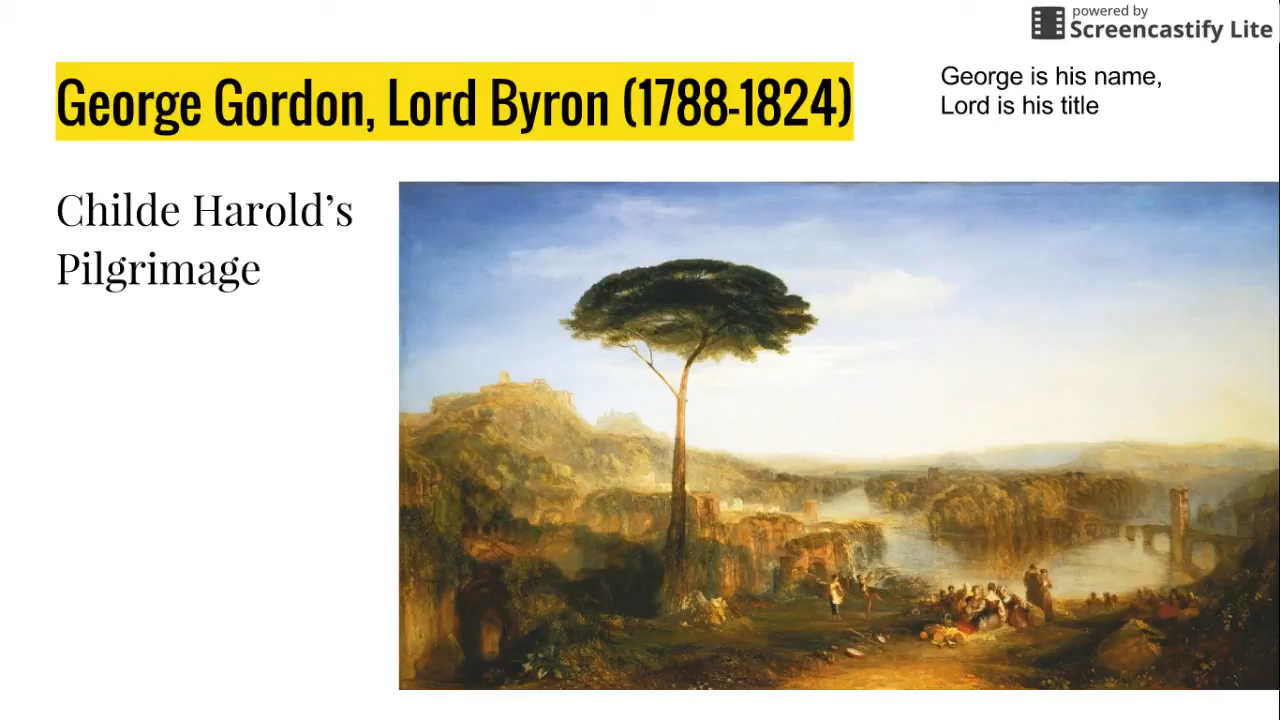 powered by
Screencastify Lite
George Gordon, Lord Byron (1788-1824)
George is his name,
Lord is his title
Childe Harold’s
Pilgrimage